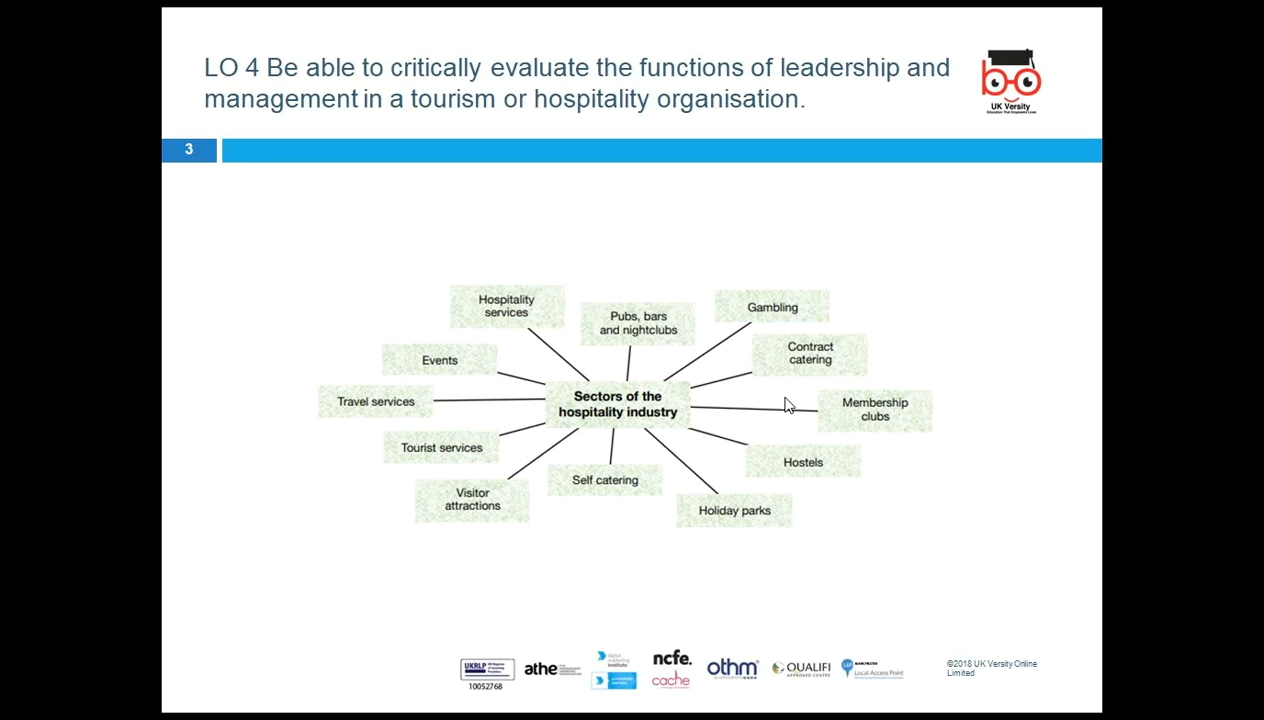 LO 4 Be able to critically evaluate the functions of leadership and
management in a tourism or hospitality organisation.
UK Versity
3
Hospitality
services
Pubs, bars
and nightclubs
Gambling
Events
Contract
catering
Travel services
Sectors of the
hospitality industry
Membership
clubs
Tourist services
Hostels
Visitor
attractions
Self catering
Holiday parks
UKRLP
10052768
athe
digital
marketing
institute
ncfe.
cache
othm
QUALIFI
APPROVED CENTRE
LAP
MANCHESTER
Local Access Point
©2018 UK Versity Online
Limited